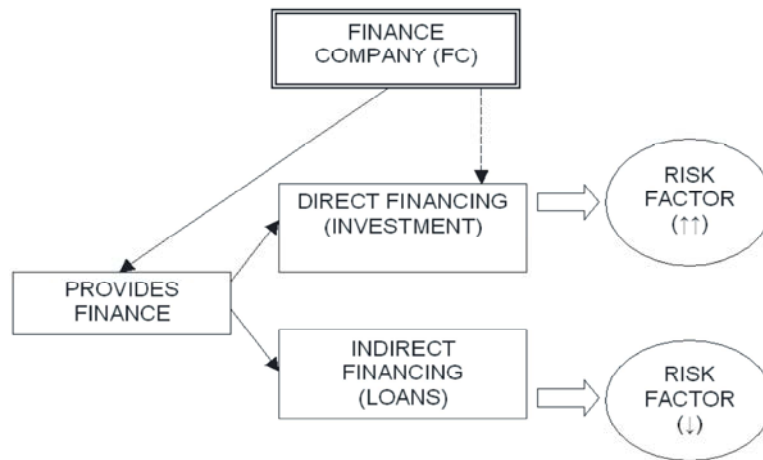 FINANCE
COMPANY (FC)
DIRECT FINANCING
(INVESTMENT)
RISK
FACTOR
(↑↑)
PROVIDES
FINANCE
INDIRECT
FINANCING
(LOANS)
RISK
FACTOR
(↓)